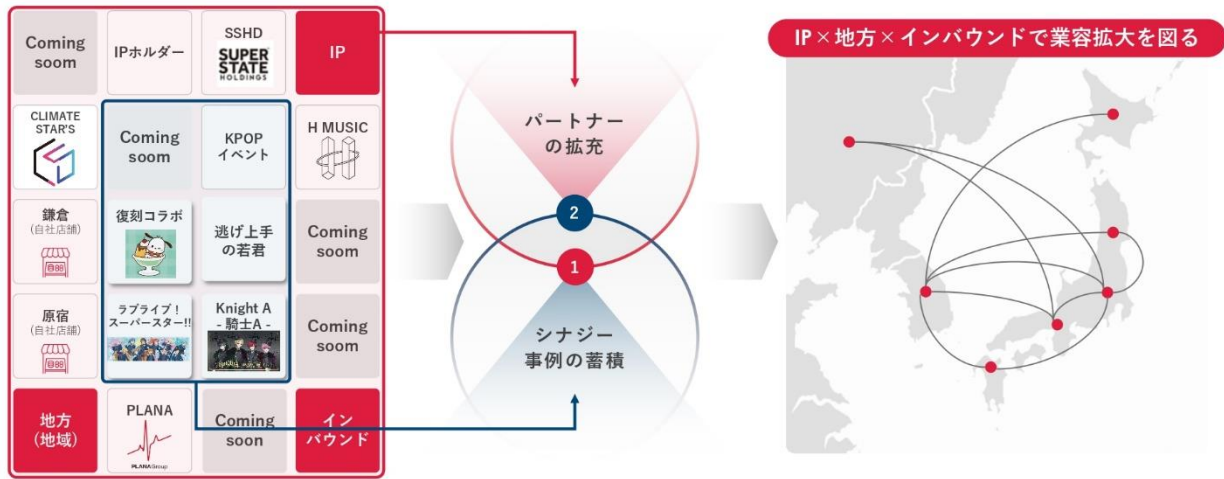 Coming
soon
IPホルダー
SSHD
SUPER
STATE
HOLDINGS
IP
CLIMATE
STAR'S
Coming
soom
KPOP
イベント
H MUSIC
鎌倉
(自社店舗)
復刻コラボ
逃げ上手
の若君
Coming
soom
原宿
(自社店舗)
ラブライブ！
スーパースター!!
Knight A
- 騎士A -
Coming
soom
地方
(地域)
PLANA
PLANAGroup
Coming
soon
イン
バウンド
パートナー
の拡充
2
1
シナジー
事例の蓄積
IP×地方×インバウンドで業容拡大を図る